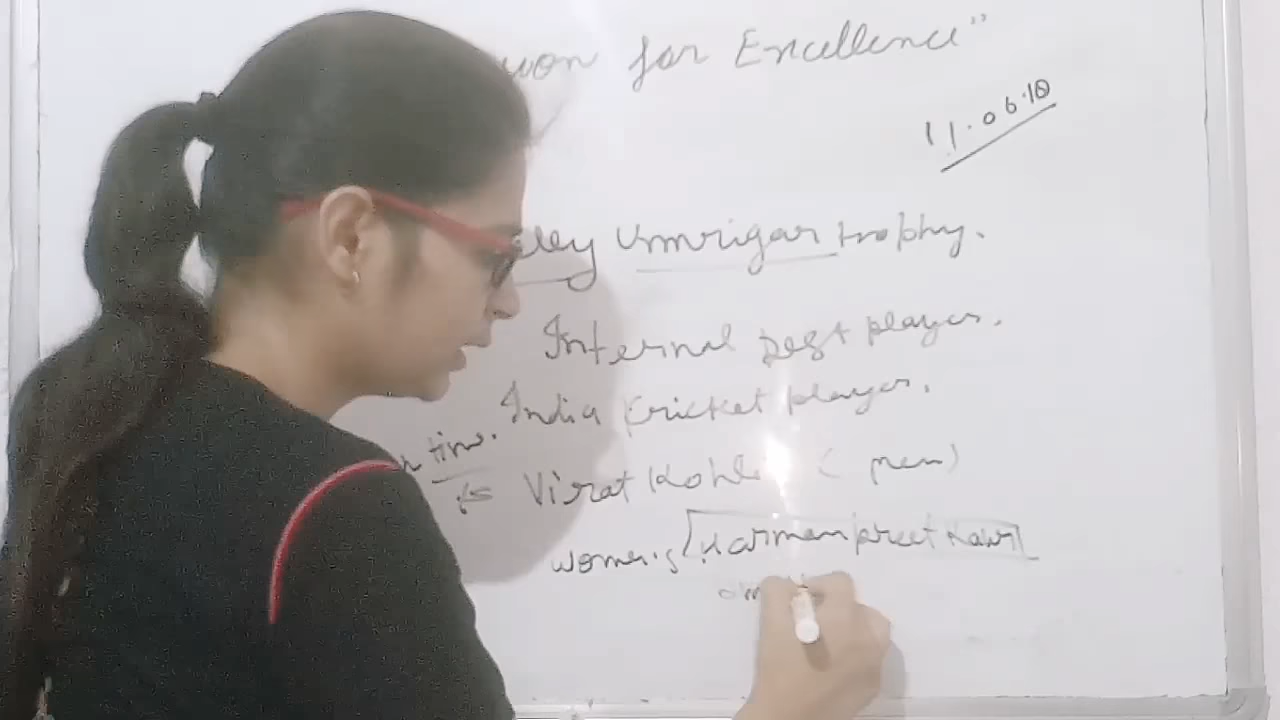 for Excellence”
11.06.18
Umrigar trophy.
Internal best player.
India Cricket player.
time.
Virat Kohli (men)
women's Harmanpreet Kaur